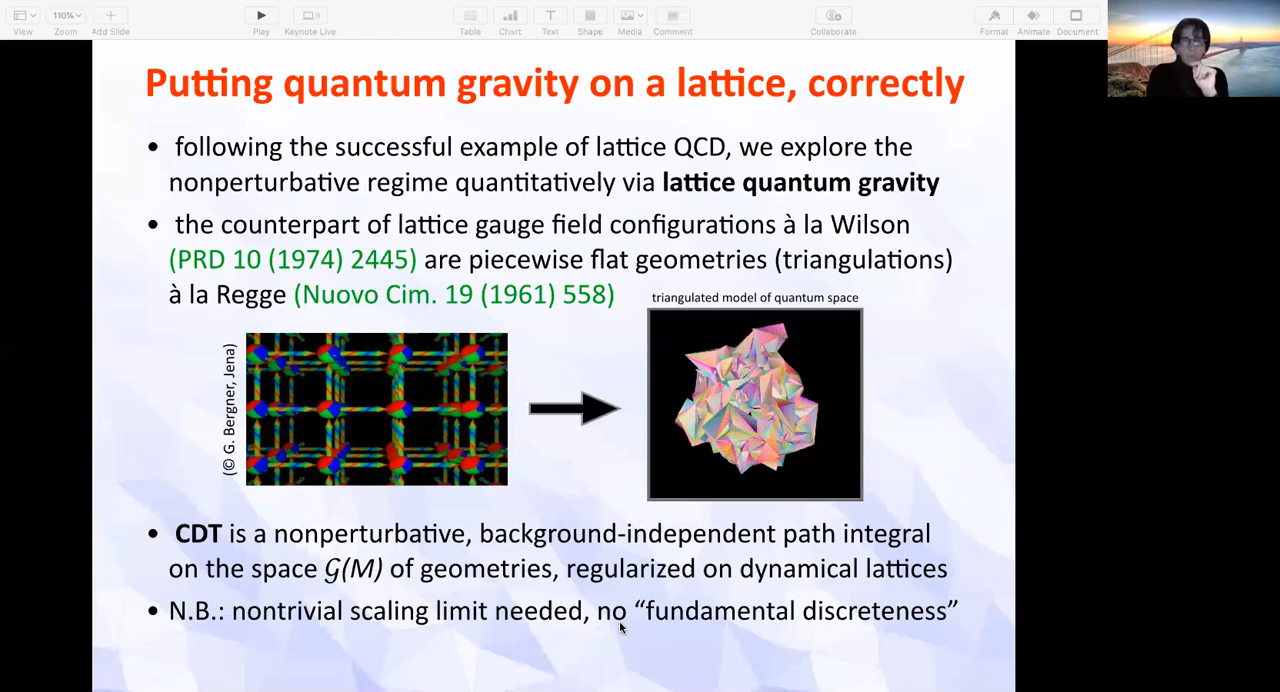 110%
View
Zoom
Add Slide
Play
Keynote Live
Table
Chart
Text
Shape
Media
Comment
Collaborate
Format
Animate
Document
Putting quantum gravity on a lattice, correctly
• following the successful example of lattice QCD, we explore the
nonperturbative regime quantitatively via lattice quantum gravity
• the counterpart of lattice gauge field configurations à la Wilson
(PRD 10 (1974) 2445) are piecewise flat geometries (triangulations)
à la Regge (Nuovo Cim. 19 (1961) 558)
triangulated model of quantum space
(© G. Bergner, Jena)
• CDT is a nonperturbative, background-independent path integral
on the space G(M) of geometries, regularized on dynamical lattices
• N.B.: nontrivial scaling limit needed, no “fundamental discreteness”